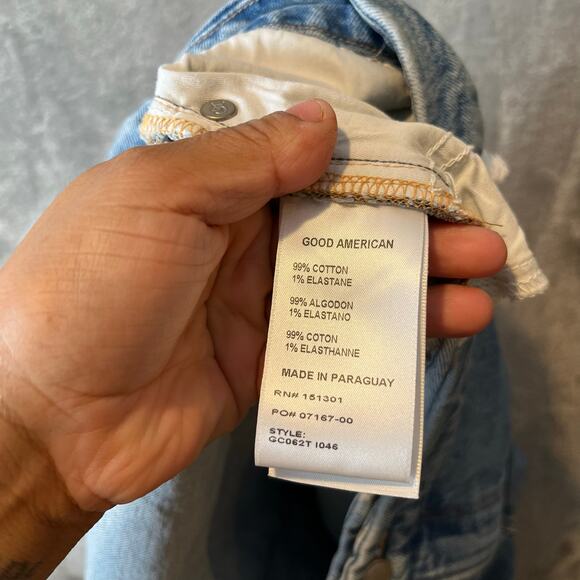 GOOD AMERICAN
99% COTTON
1% ELASTANE
99% ALGODON
1% ELASTANO
99% COTON
1% ELASTHANNE
MADE IN PARAGUAY
RN# 151301
PO# 07167-00
STYLE:
GC062T I046